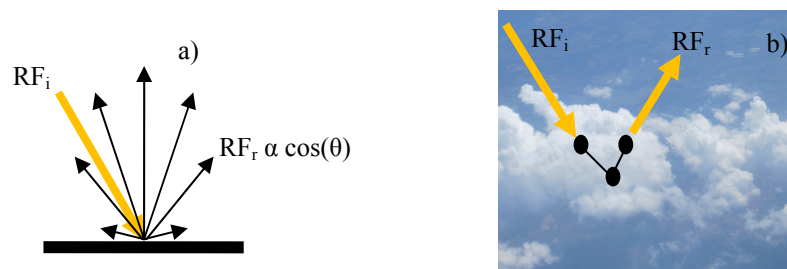 a)
RFᵢ
RFᵣ α cos(θ)
RFᵢ
RFᵣ
b)